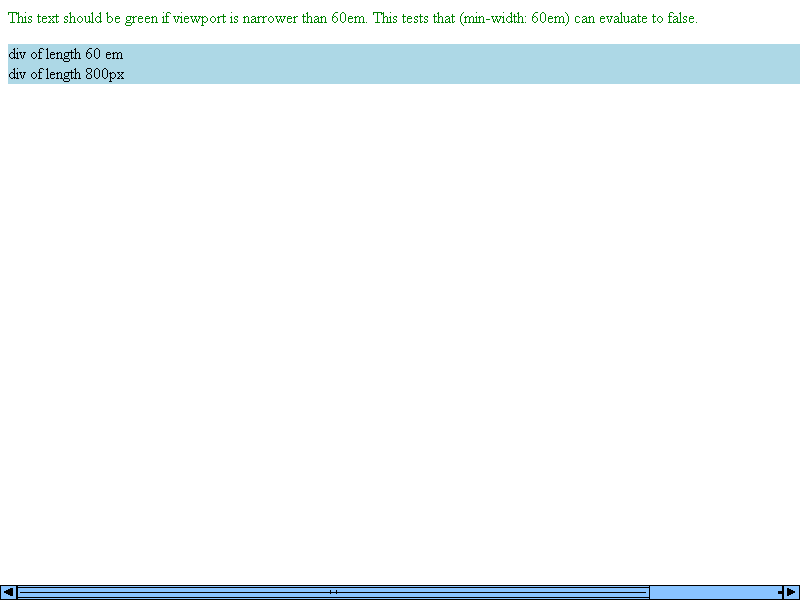 This text should be green if viewport is narrower than 60em. This tests that (min-width: 60em) can evaluate to false.
div of length 60 em
div of length 800px